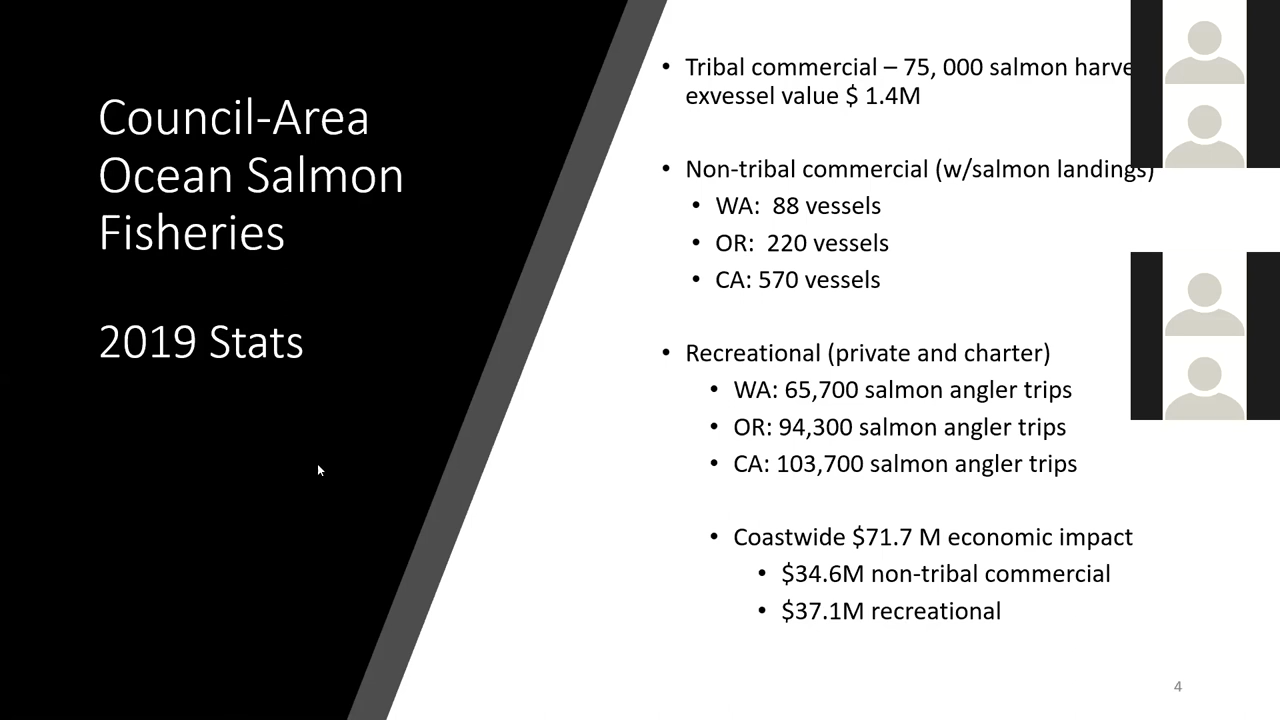 Council-Area
Ocean Salmon
Fisheries
2019 Stats
• Tribal commercial – 75, 000 salmon
exvessel value $ 1.4M
• Non-tribal commercial (w/salmon landings)
• WA:  88 vessels
• OR:  220 vessels
• CA: 570 vessels
• Recreational (private and charter)
• WA: 65,700 salmon angler trips
• OR: 94,300 salmon angler trips
• CA: 103,700 salmon angler trips
• Coastwide $71.7 M economic impact
• $34.6M non-tribal commercial
• $37.1M recreational
4